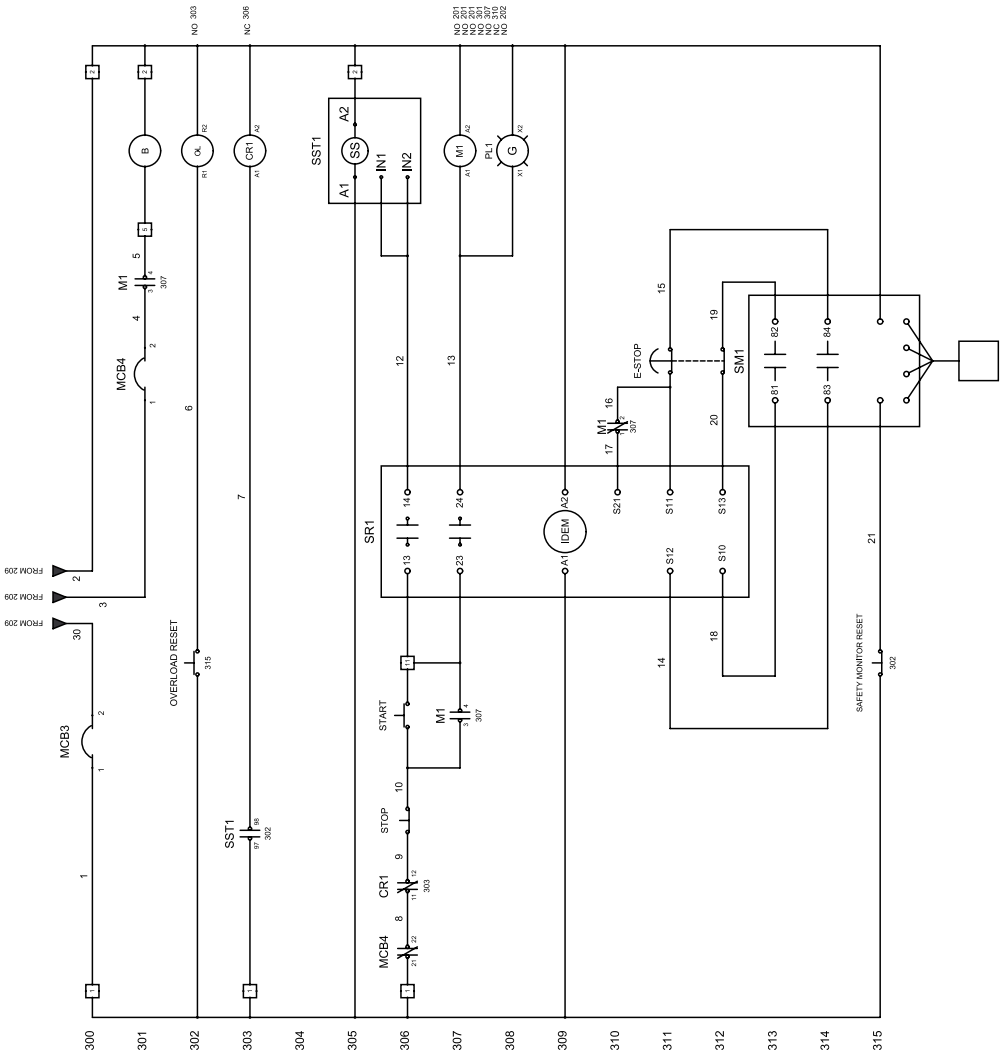 FROM 209
FROM 209
FROM 209
300
1
1
1
MCB3
2
30
2
2
301
3
1
MCB4
2
4
M1
3
4
307
5
5
B
2
302
OVERLOAD RESET
315
6
R1
OL
R2
NO 303
303
1
97
SST1
98
302
7
A1
CR1
A2
NC 306
304
305
SST1
A1
SS
A2
2
IN1
IN2
306
1
MCB4
21
22
8
CR1
11
12
303
9
STOP
10
START
11
SR1
13
14
12
307
M1
3
4
307
23
24
13
A1
M1
A2
NO 201
NO 201
NO 201
NO 301
NO 307
NC 310
NO 202
308
PL1
X1
G
X2
309
A1
IDEM
A2
310
S21
17
M1
1
2
307
16
311
14
S12
S11
E-STOP
15
312
18
S10
S13
20
19
SM1
313
81
82
314
83
84
315
SAFETY MONITOR RESET
302
21